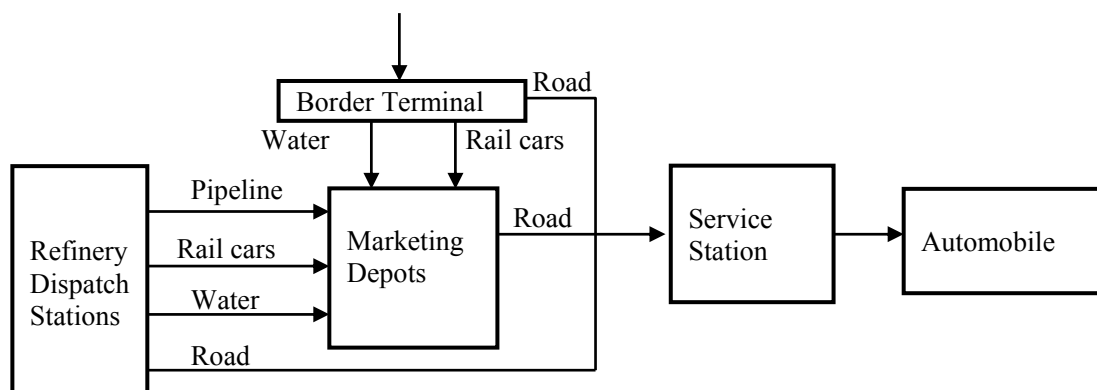 Road
Border Terminal
Water
Rail cars
Pipeline
Rail cars
Water
Road
Refinery
Dispatch
Stations
Marketing
Depots
Road
Service
Station
Automobile